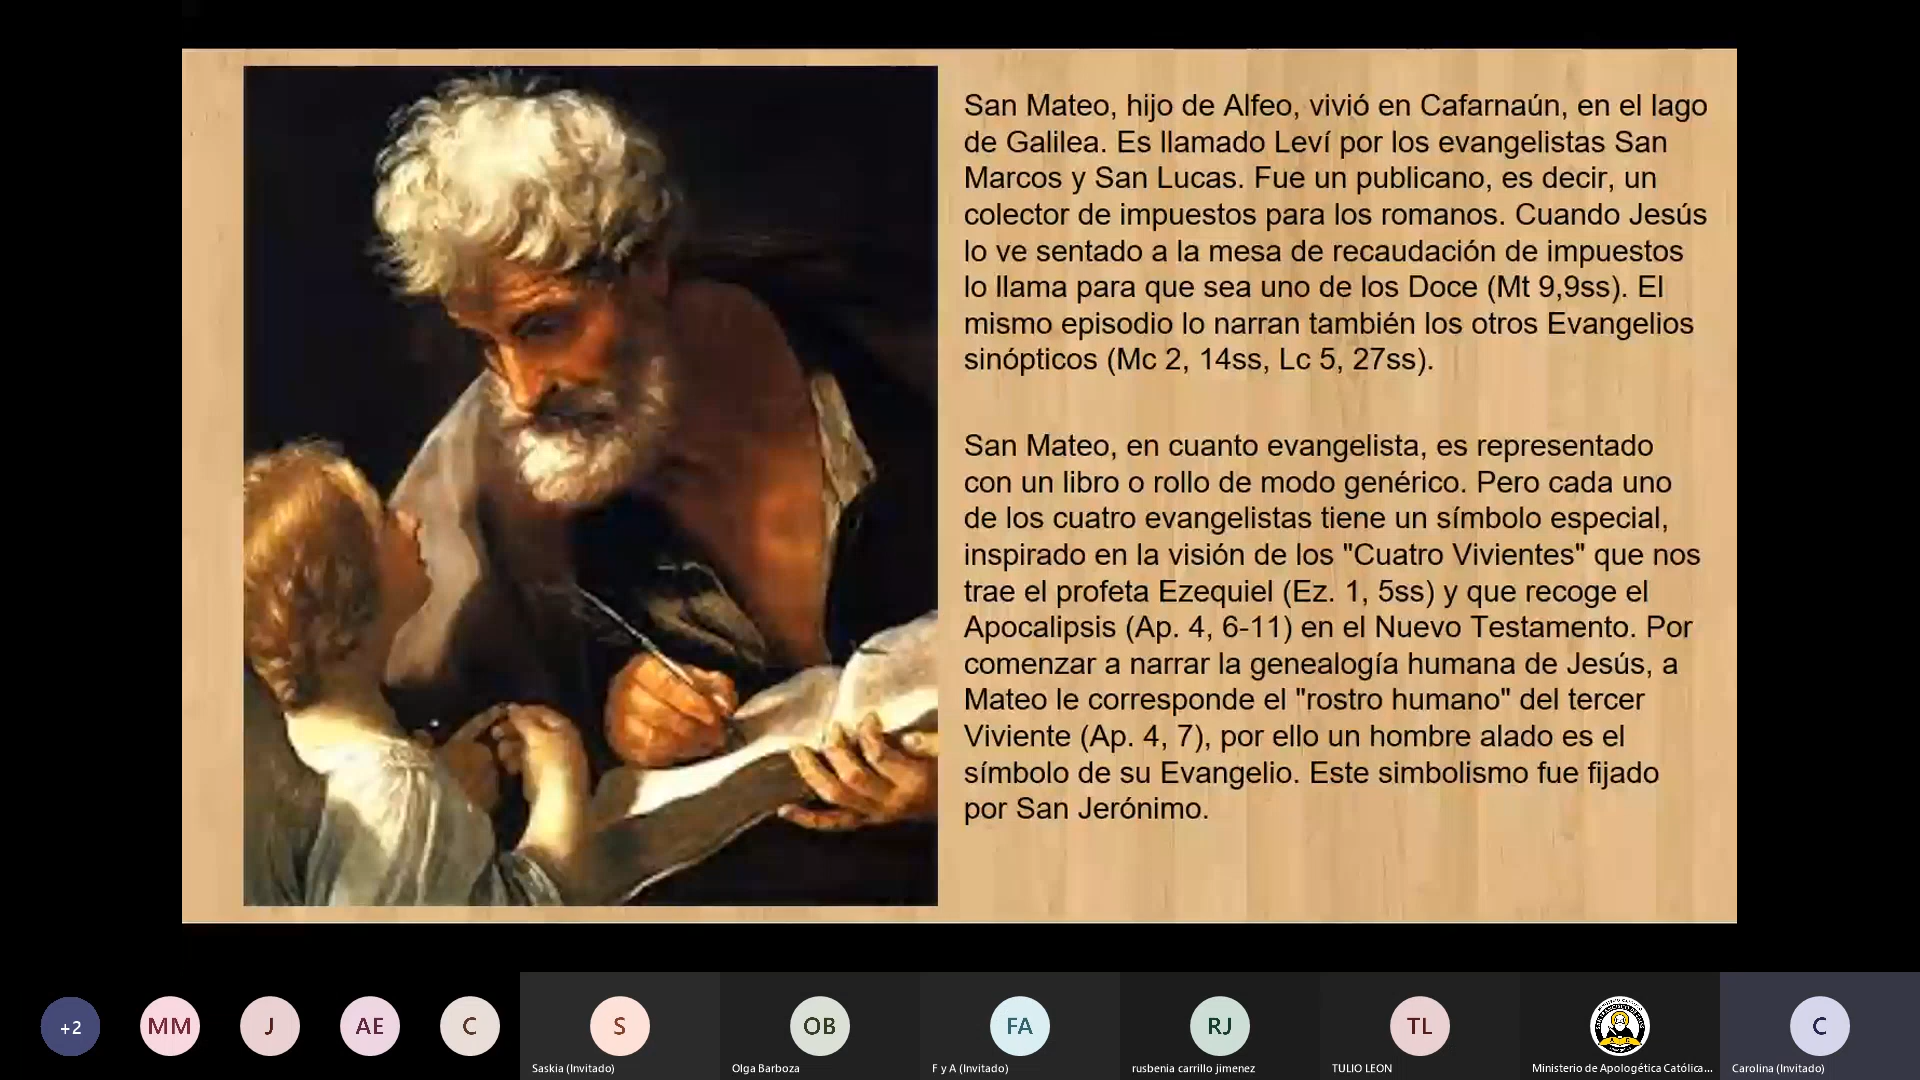 San Mateo, hijo de Alfeo, vivió en Cafarnaún, en el lago
de Galilea. Es llamado Leví por los evangelistas San
Marcos y San Lucas. Fue un publicano, es decir, un
colector de impuestos para los romanos. Cuando Jesús
lo ve sentado a la mesa de recaudación de impuestos
lo llama para que sea uno de los Doce (Mt 9,9ss). El
mismo episodio lo narran también los otros Evangelios
sinópticos (Mc 2, 14ss, Lc 5, 27ss).
San Mateo, en cuanto evangelista, es representado
con un libro o rollo de modo genérico. Pero cada uno
de los cuatro evangelistas tiene un símbolo especial,
inspirado en la visión de los "Cuatro Vivientes" que nos
trae el profeta Ezequiel (Ez. 1, 5ss) y que recoge el
Apocalipsis (Ap. 4, 6-11) en el Nuevo Testamento. Por
comenzar a narrar la genealogía humana de Jesús, a
Mateo le corresponde el "rostro humano" del tercer
Viviente (Ap. 4, 7), por ello un hombre alado es el
símbolo de su Evangelio. Este simbolismo fue fijado
por San Jerónimo.
+2 MM J AE C S OB FA RJ TL C
Saskia (Invitado) Olga Barboza F y A (Invitado) rusbenia carrillo jimenez TULIO LEON Ministerio de Apologética Católica... Carolina (Invitado)